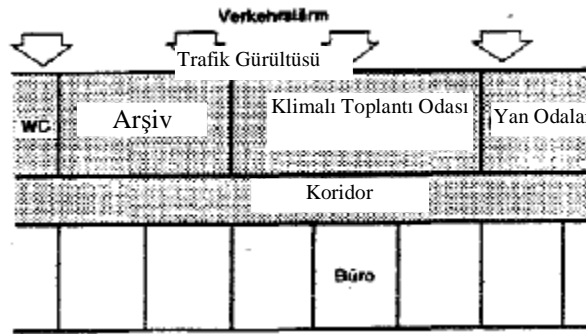 Verkehrslärm
Trafik Gürültüsü
WC
Arşiv
Klimalı Toplantı Odası
Yan Odalar
Koridor
Büro